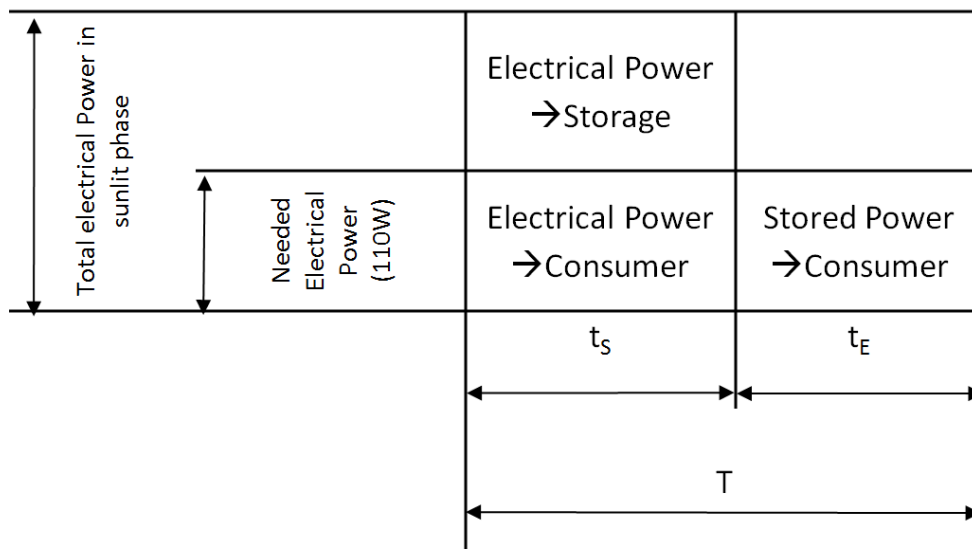 Total electrical Power in
sunlit phase
Needed
Electrical
Power
(110W)
Electrical Power
→Storage
Electrical Power
→Consumer
Stored Power
→Consumer
tS
tE
T